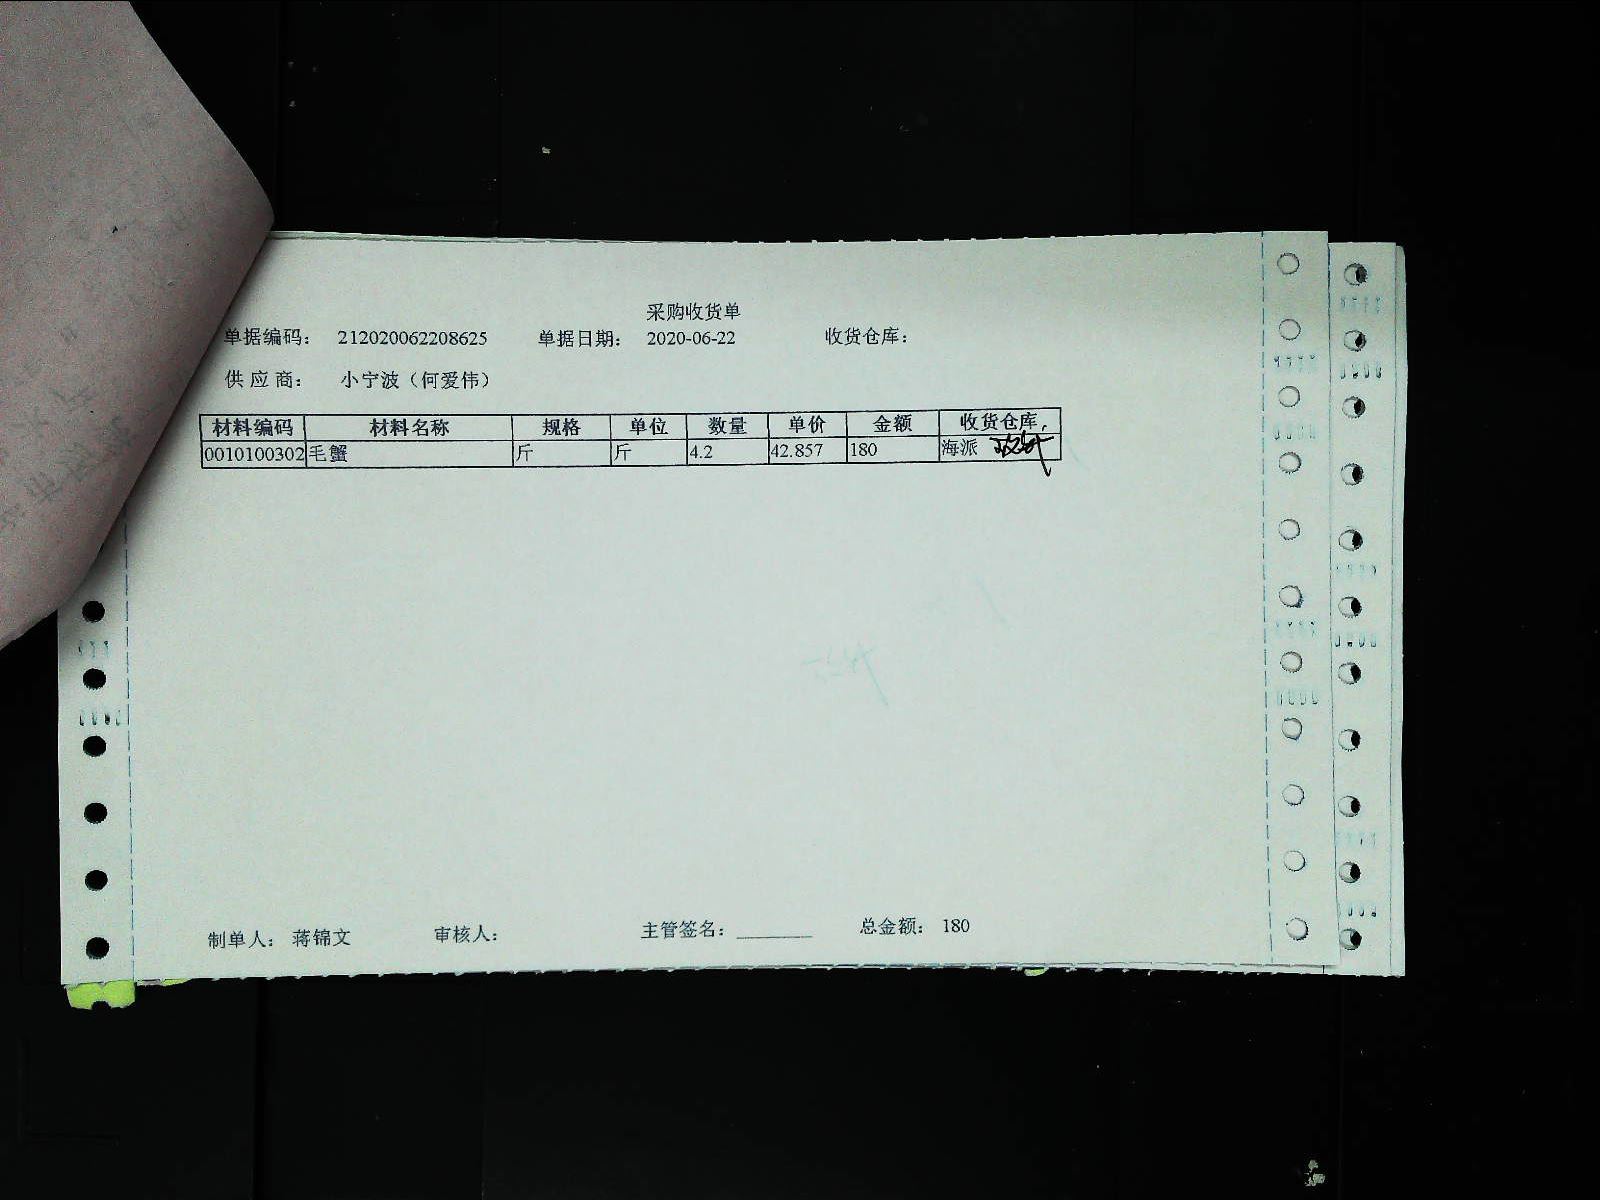 采购收货单
单据编码： 212020062208625 单据日期： 2020-06-22 收货仓库：
供应商： 小宁波（何爱伟）
材料编码 材料名称 规格 单位 数量 单价 金额 收货仓库
0010100302 毛蟹 斤 斤 4.2 42.857 180 海派
制单人： 蒋锦文 审核人： 主管签名：________ 总金额： 180